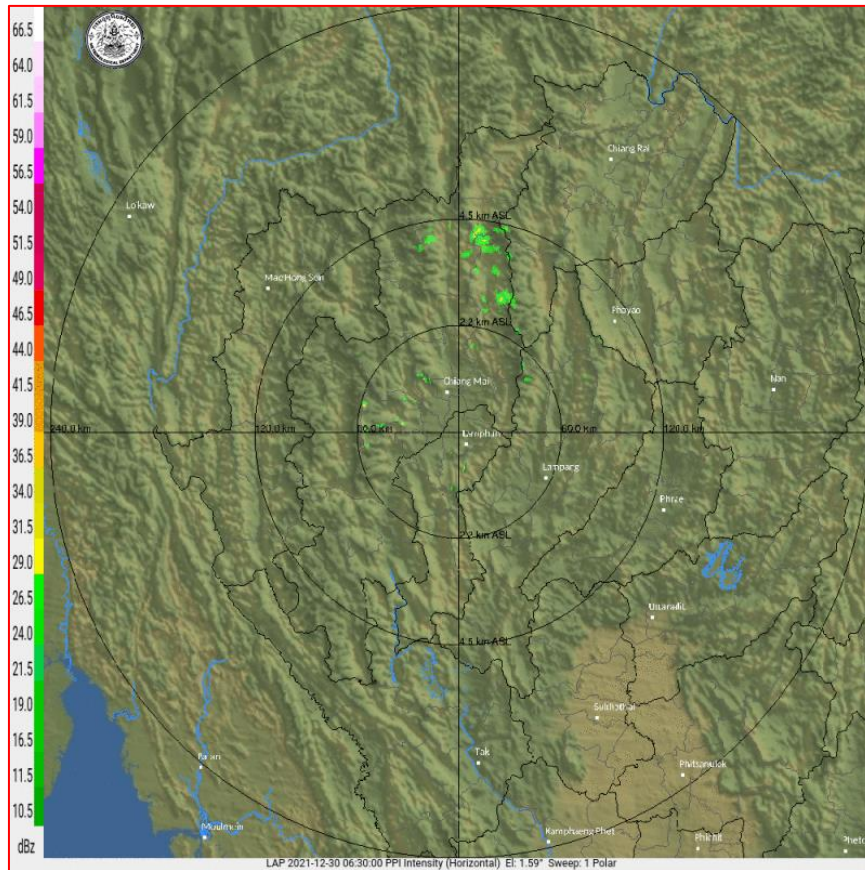 66.5
64.0
61.5
59.0
56.5
54.0
51.5
49.0
46.5
44.0
41.5
39.0
36.5
34.0
31.5
29.0
26.5
24.0
21.5
19.0
16.5
11.5
10.5
dBz
Chiang Rai
Loikaw
4.5 km ASL
Mae Hong Son
Phayao
2.2 km ASL
Chiang Mai
Nan
240.0 km
120.0 km
60.0 km
60.0 km
120.0 km
Lamphun
Lampang
Phrae
2.2 km ASL
Uttaradit
4.5 km ASL
Sukhothai
Tak
Pa-an
Phitsanulok
Moulmein
Kamphaeng Phet
Phichit
LAP 2021-12-30 06:30:00 PPI Intensity (Horizontal) El: 1.59° Sweep: 1 Polar